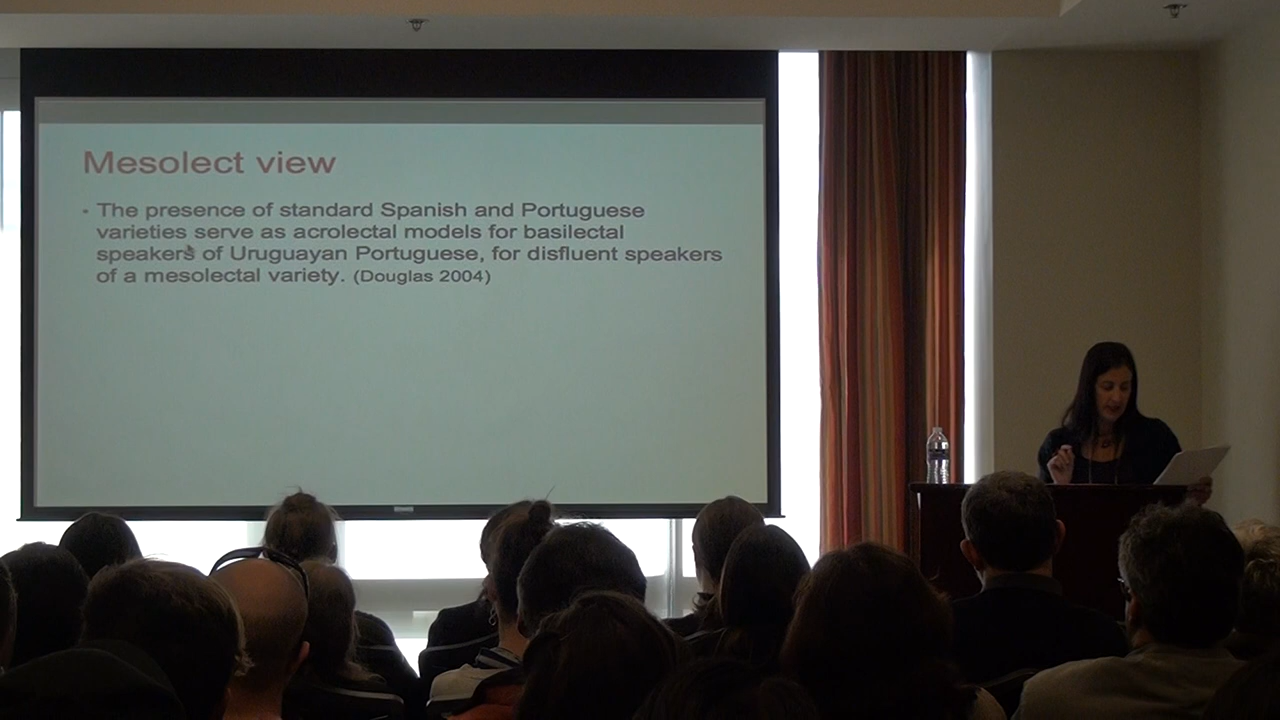 Mesolect view
• The presence of standard Spanish and Portuguese
varieties serve as acrolectal models for basilectal
speakers of Uruguayan Portuguese, for disfluent speakers
of a mesolectal variety. (Douglas 2004)